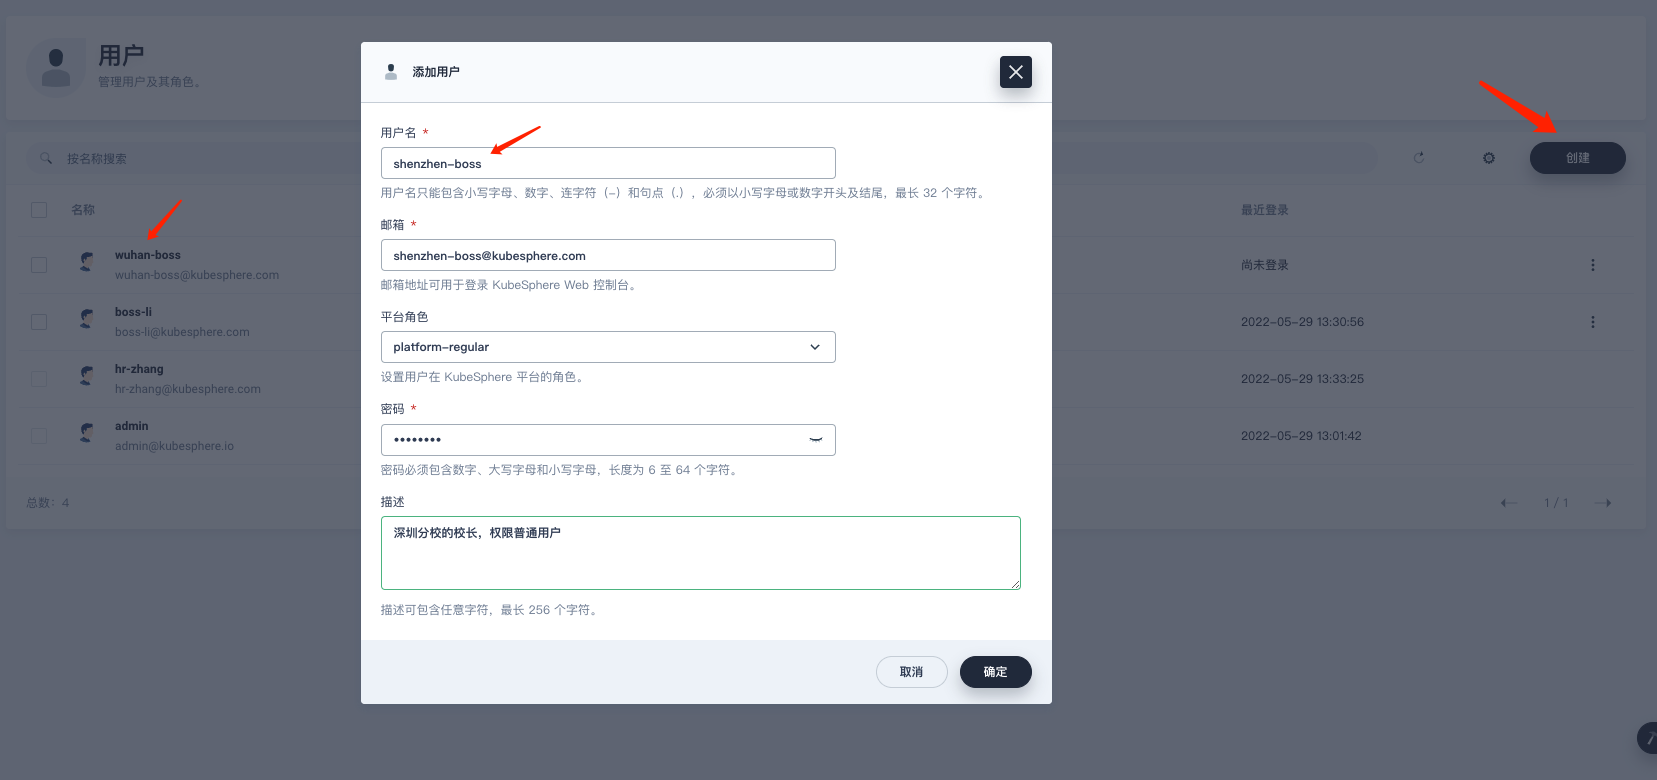 用户
管理用户及其角色。
按名称搜索
创建
名称
最近登录
wuhan-boss
wuhan-boss@kubesphere.com
尚未登录
boss-li
boss-li@kubesphere.com
2022-05-29 13:30:56
hr-zhang
hr-zhang@kubesphere.com
2022-05-29 13:33:25
admin
admin@kubesphere.io
2022-05-29 13:01:42
总数：4
1 / 1
添加用户
用户名 *
shenzhen-boss
用户名只能包含小写字母、数字、连字符（-）和句点（.），必须以小写字母或数字开头及结尾，最长 32 个字符。
邮箱 *
shenzhen-boss@kubesphere.com
邮箱地址可用于登录 KubeSphere Web 控制台。
平台角色
platform-regular
设置用户在 KubeSphere 平台的角色。
密码 *
••••••••
密码必须包含数字、大写字母和小写字母，长度为 6 至 64 个字符。
描述
深圳分校的校长，权限普通用户
描述可包含任意字符，最长 256 个字符。
取消
确定